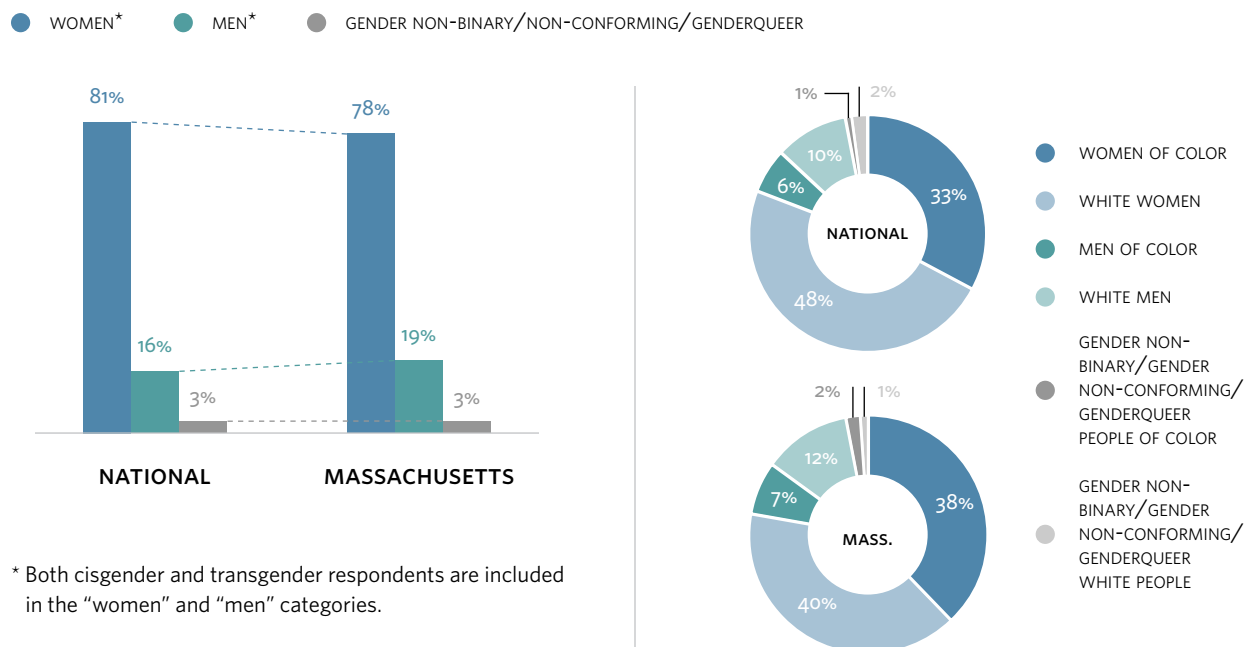 WOMEN* MEN* GENDER NON-BINARY/NON-CONFORMING/GENDERQUEER
81%
78%
16%
19%
3%
3%
NATIONAL MASSACHUSETTS
* Both cisgender and transgender respondents are included
in the “women” and “men” categories.
1% 2%
10%
6%
33%
NATIONAL
48%
2% 1%
12%
7%
38%
MASS.
40%
WOMEN OF COLOR
WHITE WOMEN
MEN OF COLOR
WHITE MEN
GENDER NON-
BINARY/GENDER
NON-CONFORMING/
GENDERQUEER
PEOPLE OF COLOR
GENDER NON-
BINARY/GENDER
NON-CONFORMING/
GENDERQUEER
WHITE PEOPLE